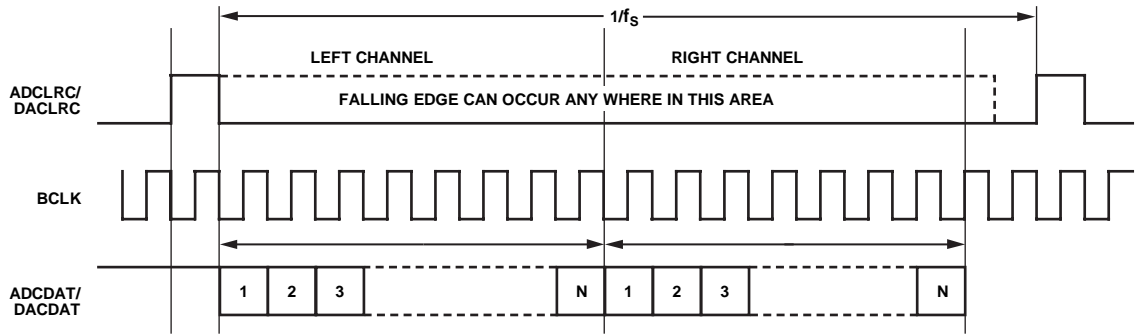 1/fS
LEFT CHANNEL
RIGHT CHANNEL
ADCLRC/
DACLRC
FALLING EDGE CAN OCCUR ANY WHERE IN THIS AREA
BCLK
ADCDAT/
DACDAT
1 2 3 N 1 2 3 N